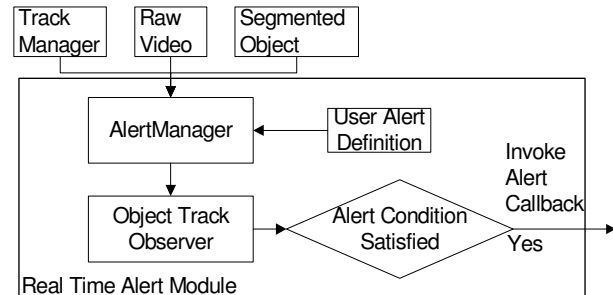 Track
Manager
Raw
Video
Segmented
Object
AlertManager
User Alert
Definition
Invoke
Alert
Callback
Object Track
Observer
Alert Condition
Satisfied
Yes
Real Time Alert Module